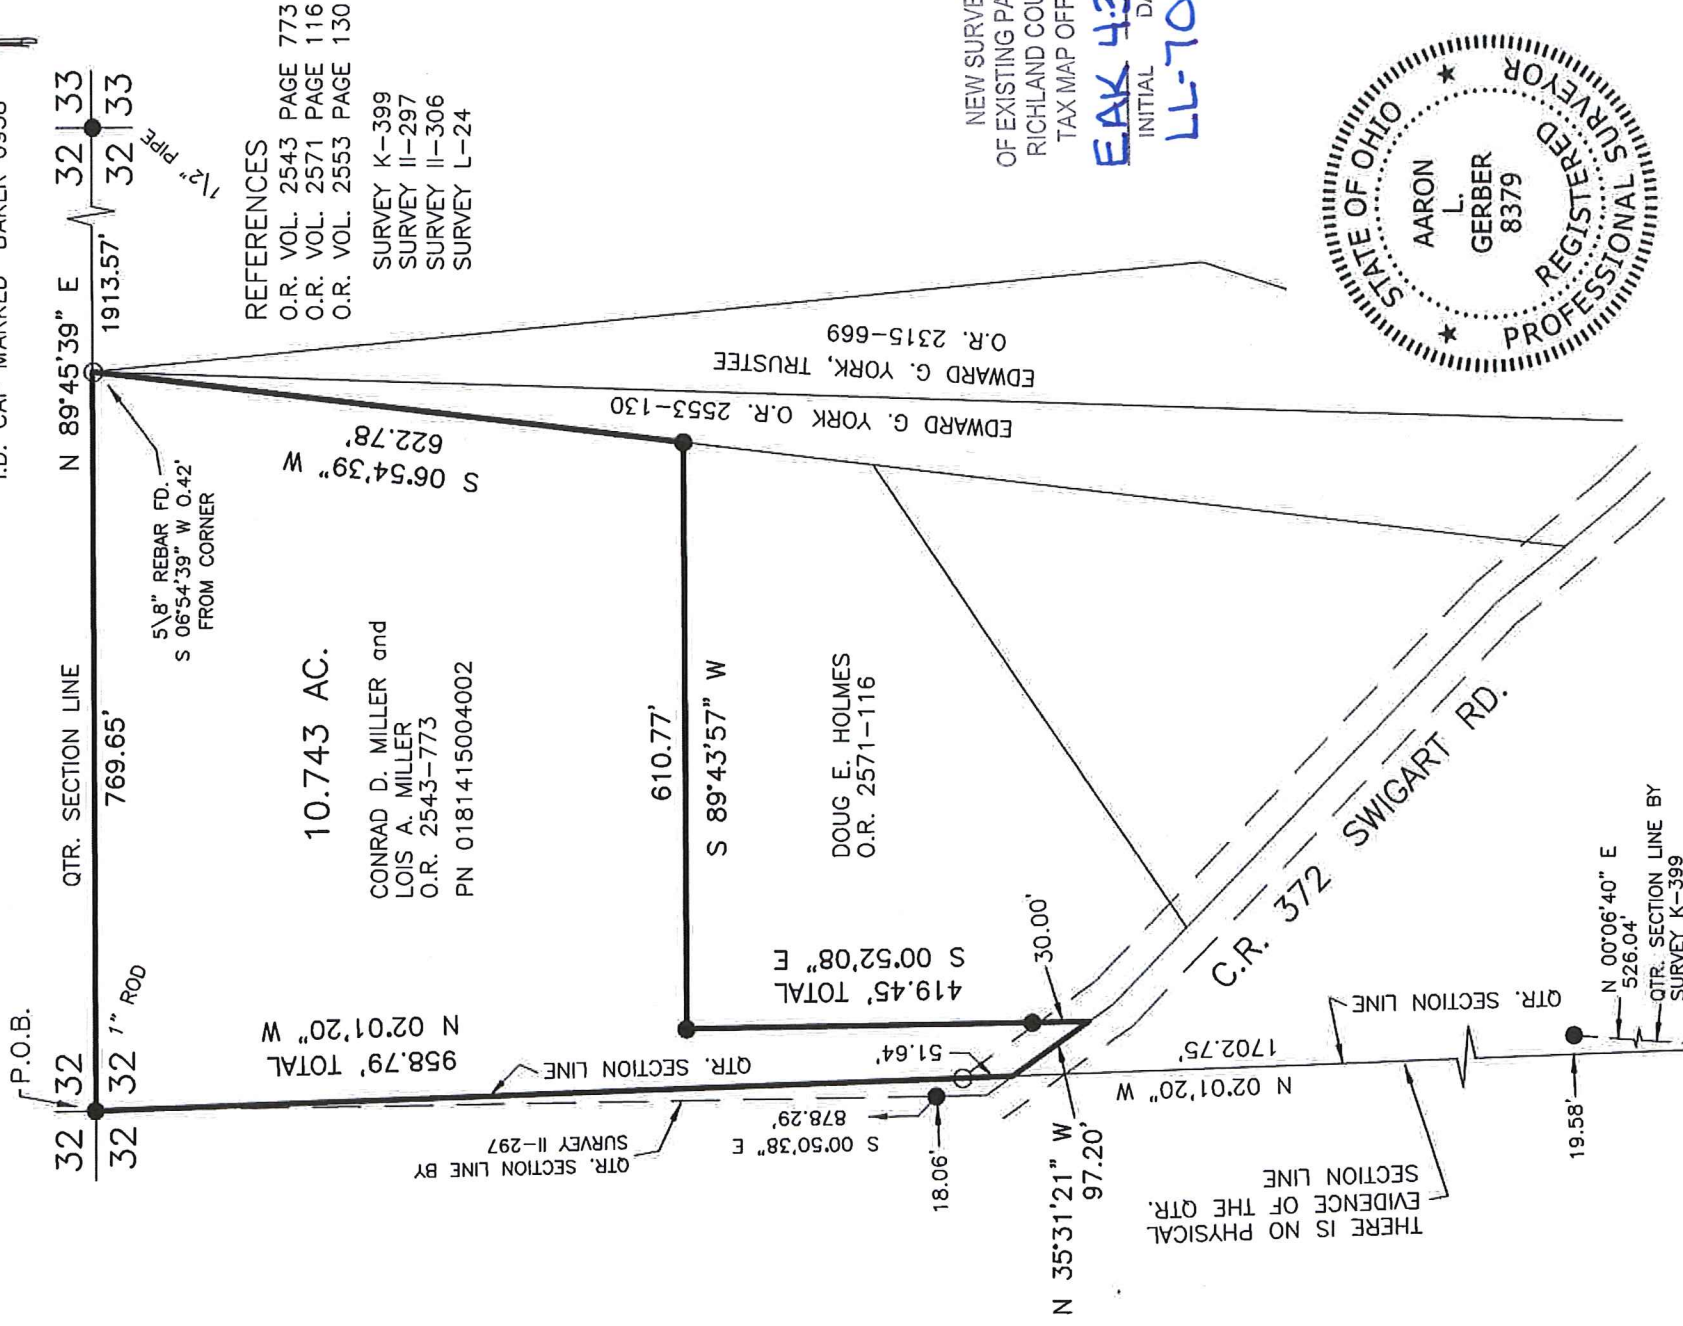 P.O.B.
32 32
32 32
1" ROD
QTR. SECTION LINE
769.65'
N 89°45'39" E
1913.57'
32 33
32 33
1\2" PIPE
5\8" REBAR FD.
S 06°54'39" W 0.42'
FROM CORNER
REFERENCES
O.R. VOL. 2543 PAGE 773
O.R. VOL. 2571 PAGE 116
O.R. VOL. 2553 PAGE 130
SURVEY K-399
SURVEY II-297
SURVEY II-306
SURVEY L-24
S 06°54'39" W
622.78'
10.743 AC.
CONRAD D. MILLER and
LOIS A. MILLER
O.R. 2543-773
PN 0181415004002
EDWARD G. YORK, TRUSTEE
O.R. 2315-669
EDWARD G. YORK O.R. 2553-130
610.77'
S 89°43'57" W
DOUG E. HOLMES
O.R. 2571-116
958.79' TOTAL
N 02°01'20" W
QTR. SECTION LINE
QTR. SECTION LINE BY
SURVEY II-297
S 00°50'38" E
878.29'
419.45' TOTAL
S 00°52'08" E
51.64'
30.00'
18.06'
N 35°31'21" W
97.20'
N 02°01'20" W
1702.75'
QTR. SECTION LINE
THERE IS NO PHYSICAL
EVIDENCE OF THE QTR.
SECTION LINE
19.58'
N 00°06'40" E
526.04'
QTR. SECTION LINE BY
SURVEY K-399
C.R. 372 SWIGART RD.
NEW SURVE
OF EXISTING PA
RICHLAND COU
TAX MAP OFF
EAK 4:
INITIAL DA
LL-70
STATE OF OHIO
AARON
L.
GERBER
8379
REGISTERED
PROFESSIONAL SURVEYOR